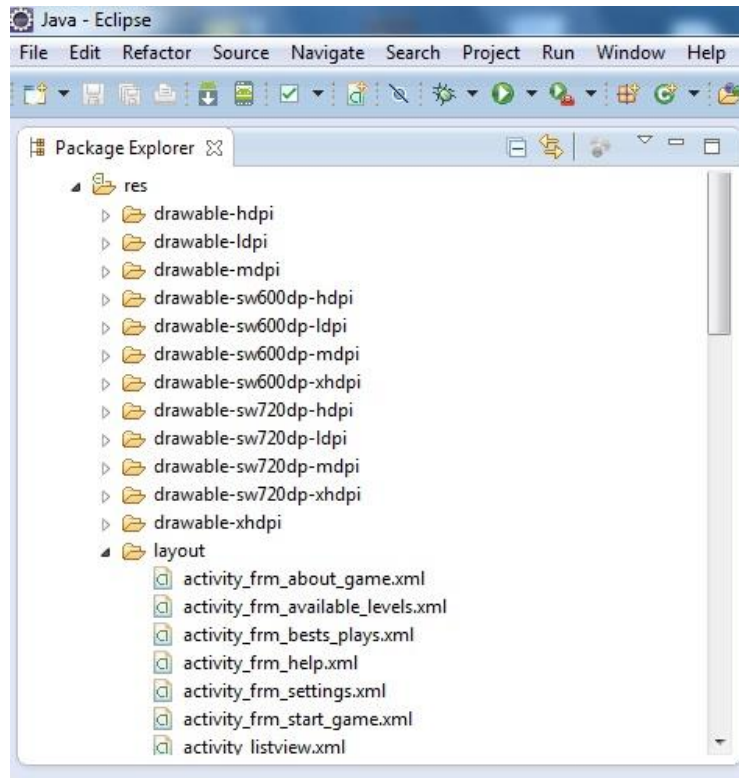 Java - Eclipse
File Edit Refactor Source Navigate Search Project Run Window Help
Package Explorer
res
drawable-hdpi
drawable-ldpi
drawable-mdpi
drawable-sw600dp-hdpi
drawable-sw600dp-ldpi
drawable-sw600dp-mdpi
drawable-sw600dp-xhdpi
drawable-sw720dp-hdpi
drawable-sw720dp-ldpi
drawable-sw720dp-mdpi
drawable-sw720dp-xhdpi
drawable-xhdpi
layout
activity_frm_about_game.xml
activity_frm_available_levels.xml
activity_frm_bests_plays.xml
activity_frm_help.xml
activity_frm_settings.xml
activity_frm_start_game.xml
activity_listview.xml